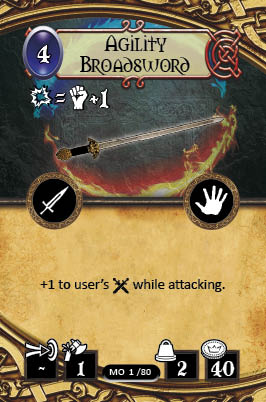 4
AGILITY
BROADSWORD
= +1
+1 to user's while attacking.
~ 1 MO 1 /80 2 40